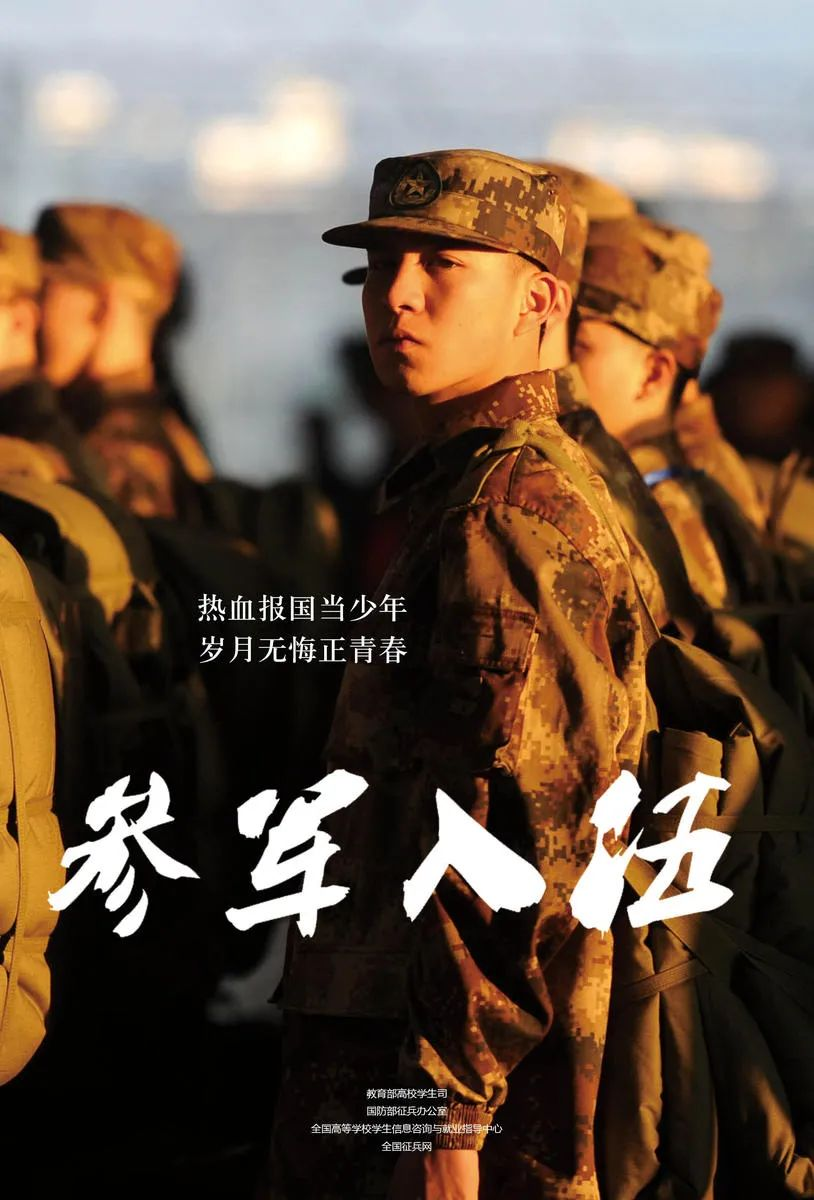 热血报国当少年
岁月无悔正青春
参军入伍
教育部高校学生司
国防部征兵办公室
全国高等学校学生信息咨询与就业指导中心
全国征兵网